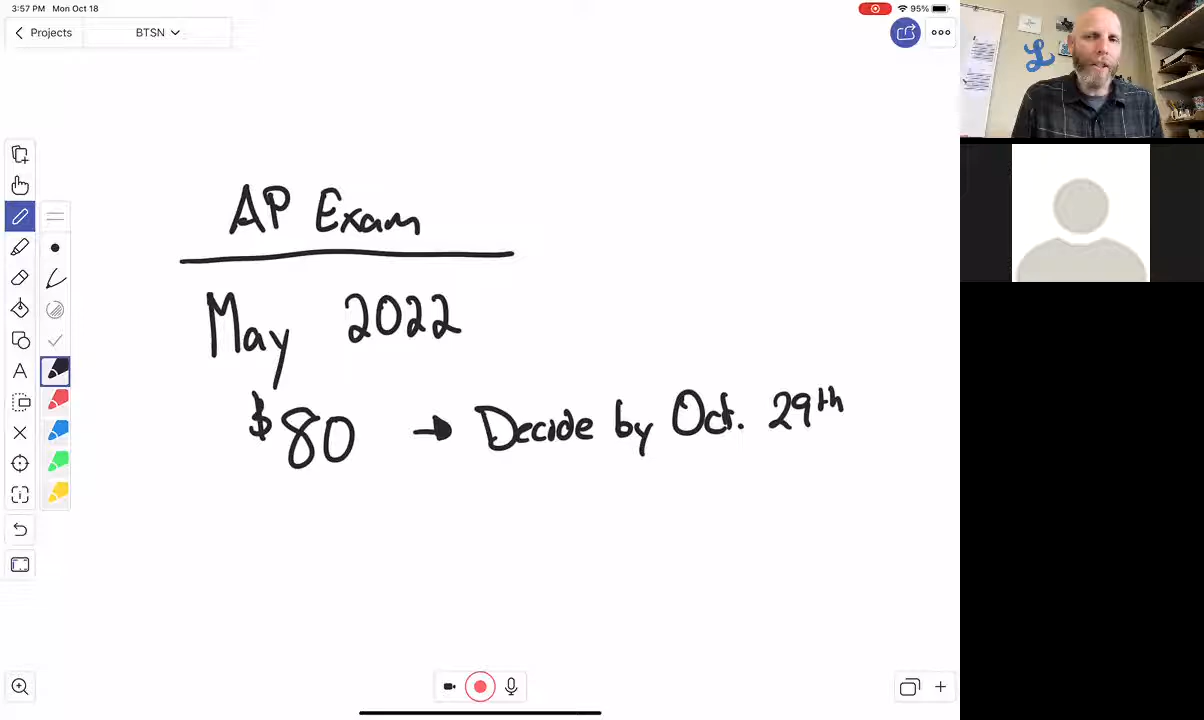 3:57 PM Mon Oct 18
95%
Projects
BTSN
AP Exam
May 2022
$80 → Decide by Oct. 29th
A